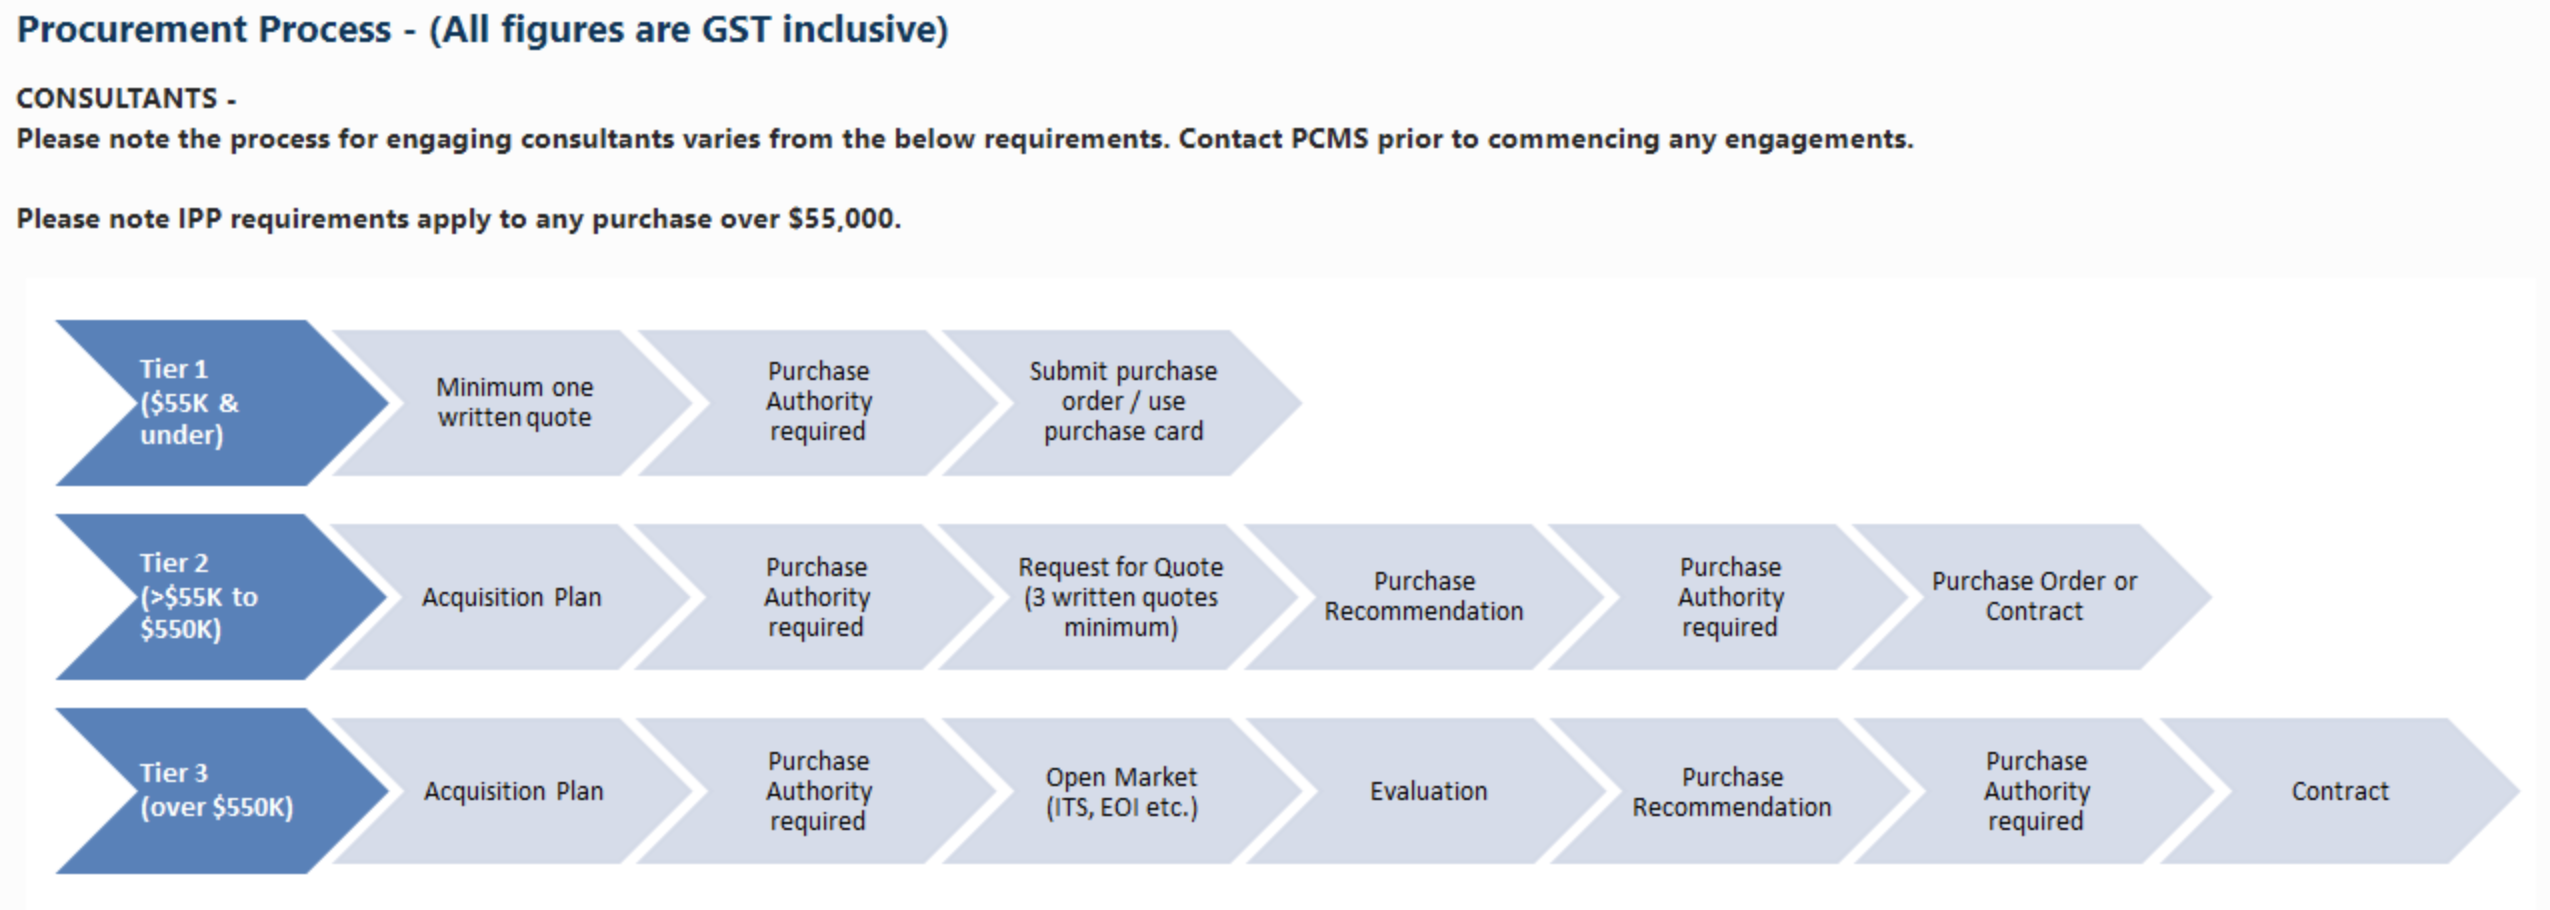 Procurement Process - (All figures are GST inclusive)
CONSULTANTS -
Please note the process for engaging consultants varies from the below requirements. Contact PCMS prior to commencing any engagements.
Please note IPP requirements apply to any purchase over $55,000.
Tier 1
($55K &
under)
Minimum one
written quote
Purchase
Authority
required
Submit purchase
order / use
purchase card
Tier 2
(>$55K to
$550K)
Acquisition Plan
Purchase
Authority
required
Request for Quote
(3 written quotes
minimum)
Purchase
Recommendation
Purchase
Authority
required
Purchase Order or
Contract
Tier 3
(over $550K)
Acquisition Plan
Purchase
Authority
required
Open Market
(ITS, EOI etc.)
Evaluation
Purchase
Recommendation
Purchase
Authority
required
Contract